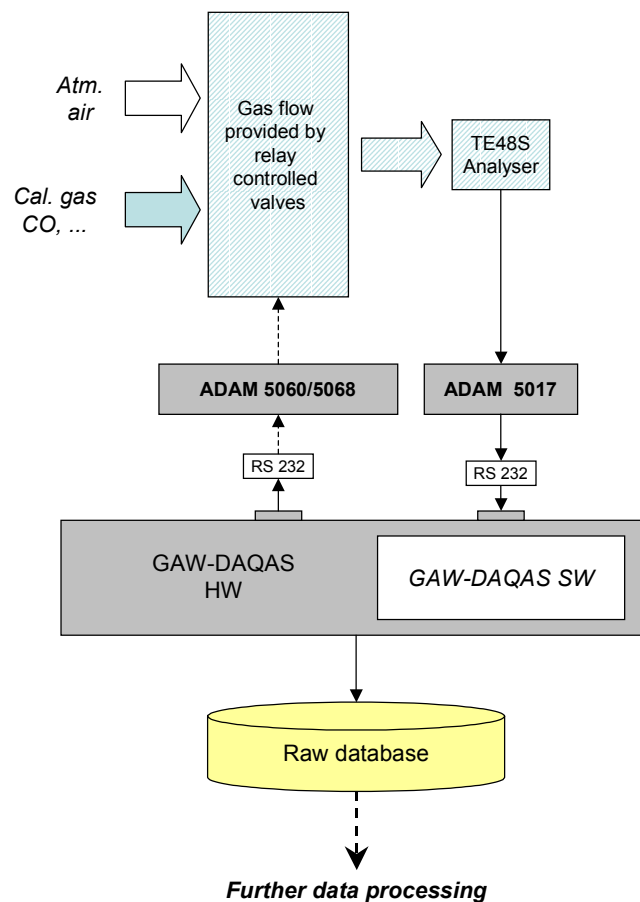 Atm.
air
Cal. gas
CO, ...
Gas flow
provided by
relay
controlled
valves
TE48S
Analyser
ADAM 5060/5068
ADAM 5017
RS 232
RS 232
GAW-DAQAS
HW
GAW-DAQAS SW
Raw database
Further data processing